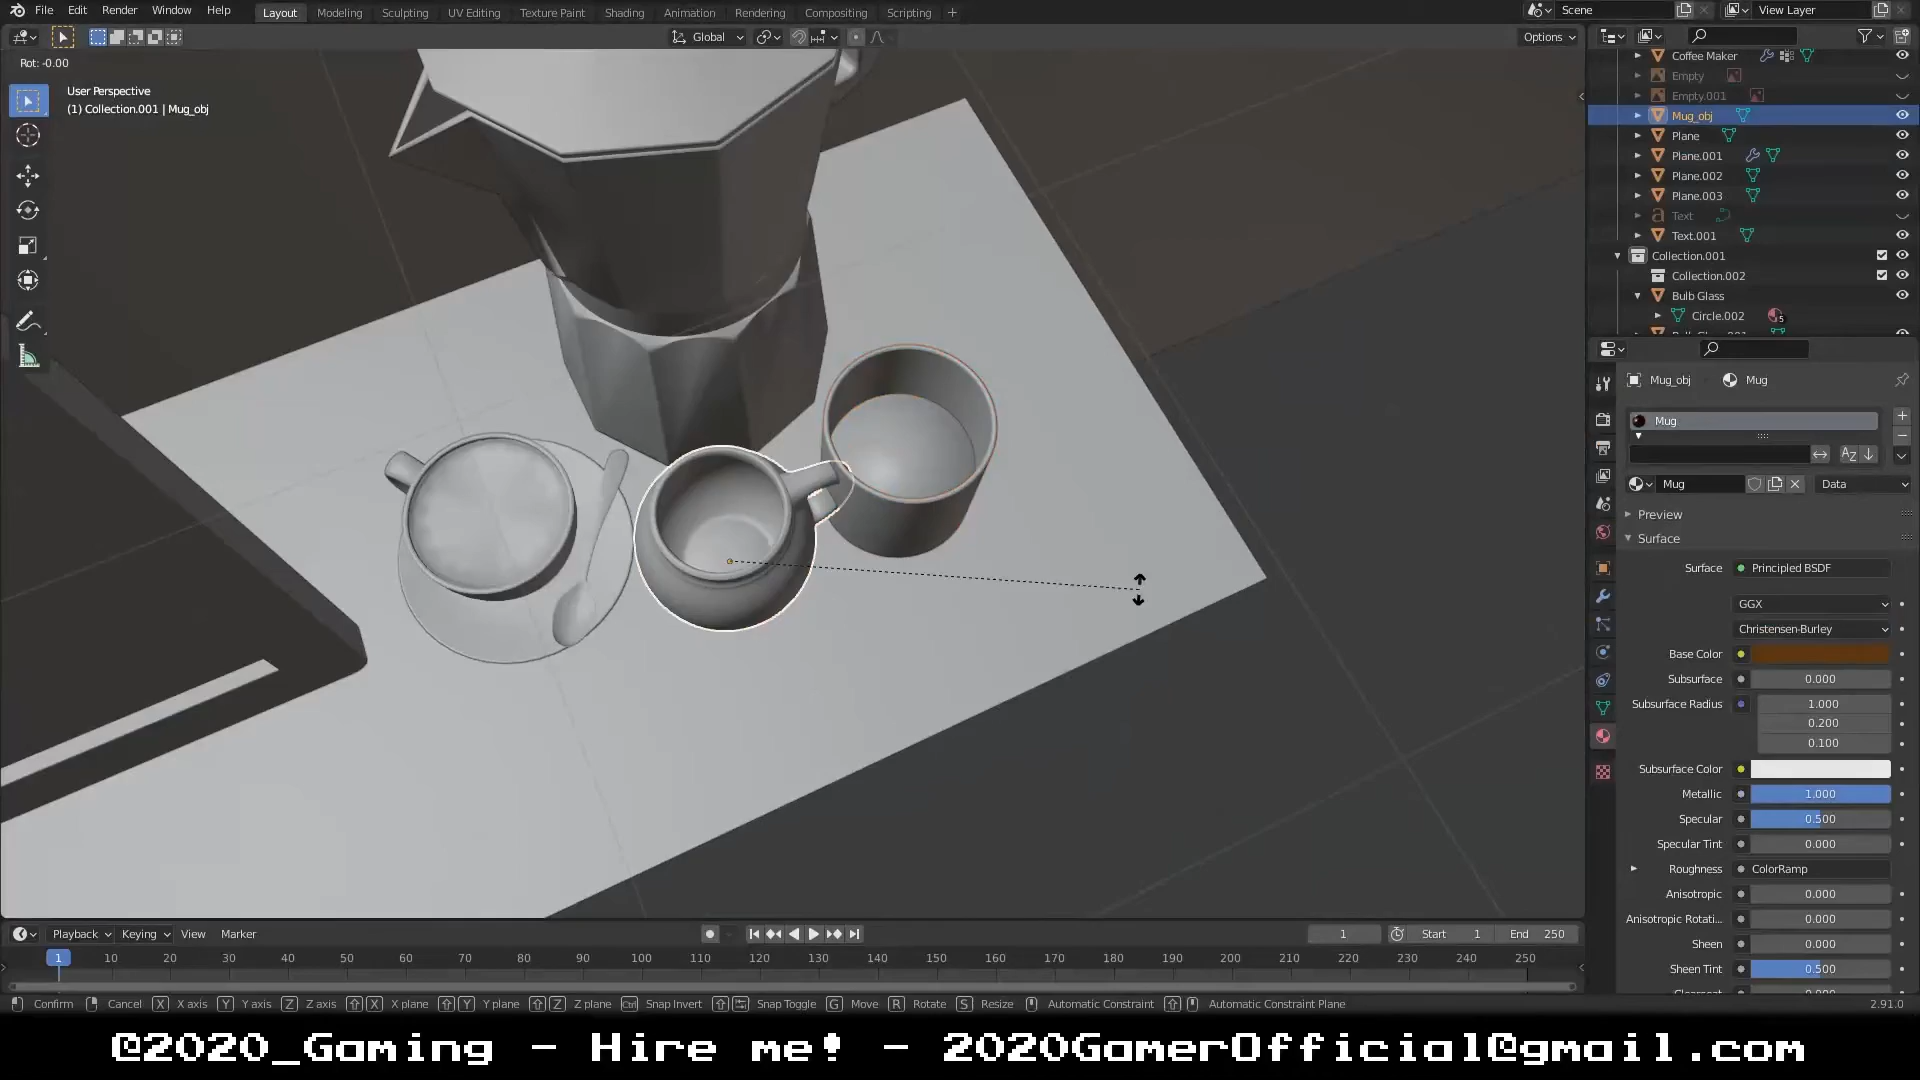 File Edit Render Window Help Layout Modeling Sculpting UV Editing Texture Paint Shading Animation Rendering Compositing Scripting + Scene View Layer
Global Options
Rot: -0.00
User Perspective
(1) Collection.001 | Mug_obj
Coffee Maker
Empty
Empty.001
Mug_obj
Plane
Plane.001
Plane.002
Plane.003
Text
Text.001
Collection.001
Collection.002
Bulb Glass
Circle.002 5
Mug_obj Mug
Mug
Mug Data
Preview
Surface
Surface Principled BSDF
GGX
Christensen-Burley
Base Color
Subsurface 0.000
Subsurface Radius 1.000
0.200
0.100
Subsurface Color
Metallic 1.000
Specular 0.500
Specular Tint 0.000
Roughness ColorRamp
Anisotropic 0.000
Anisotropic Rotati... 0.000
Sheen 0.000
Sheen Tint 0.500
Playback Keying View Marker 1 Start 1 End 250
1 10 20 30 40 50 60 70 80 90 100 110 120 130 140 150 160 170 180 190 200 210 220 230 240 250
Confirm Cancel X X axis Y Y axis Z Z axis X X plane Y Y plane Z Z plane Ctrl Snap Invert Snap Toggle G Move R Rotate S Resize Automatic Constraint Automatic Constraint Plane 2.91.0
@2020_Gaming - Hire me! - 2020GamerOfficial@gmail.com